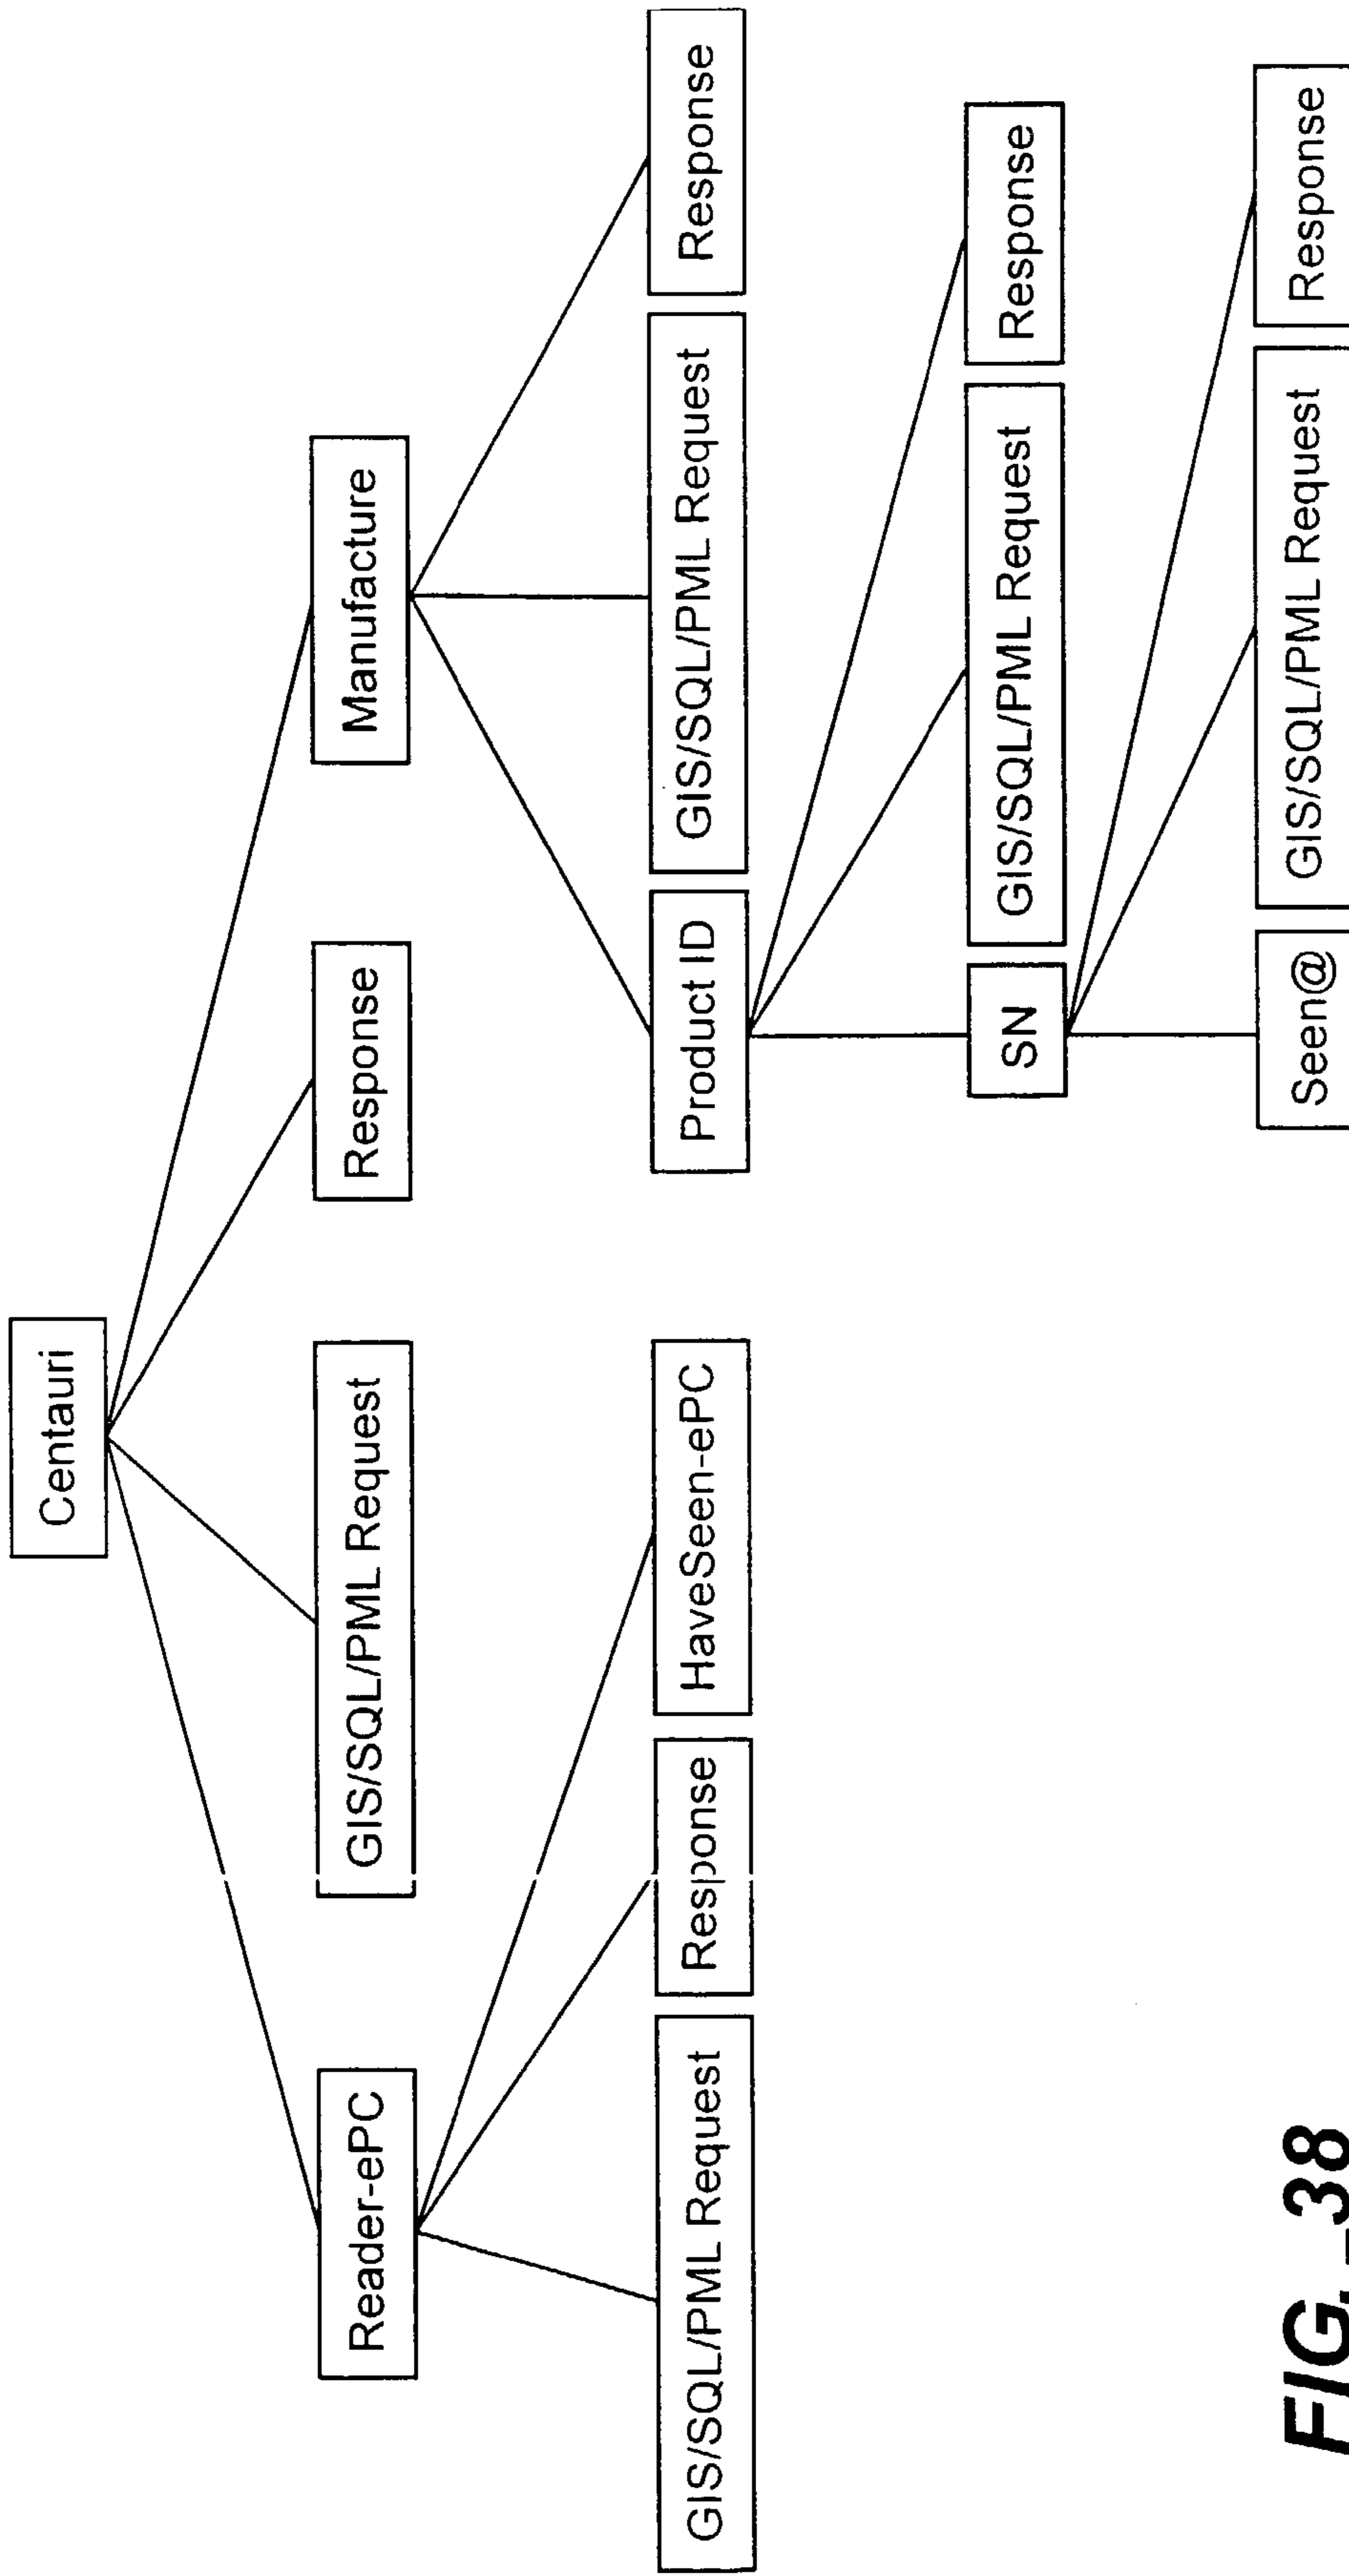 Centauri
Reader-ePC
GIS/SQL/PML Request
Response
Manufacture
GIS/SQL/PML Request
Response
HaveSeen-ePC
Product ID
GIS/SQL/PML Request
Response
SN
GIS/SQL/PML Request
Response
Seen@
GIS/SQL/PML Request
Response
FIG._38